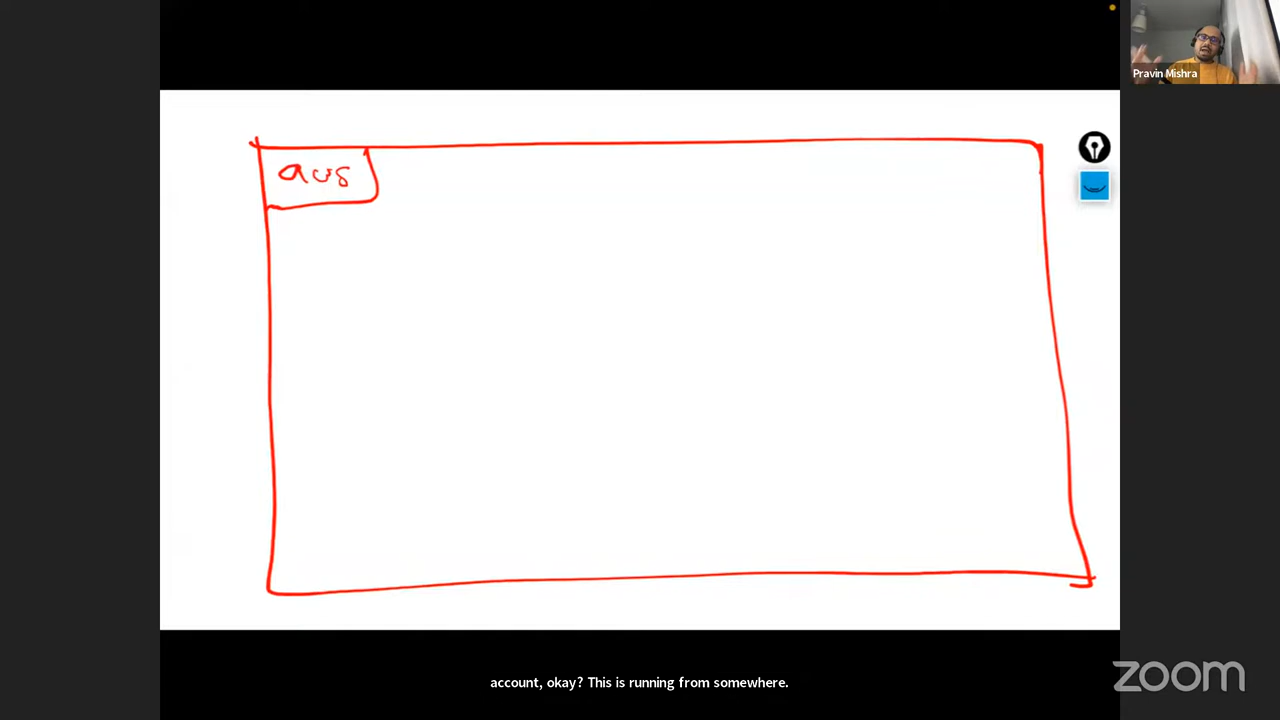 Pravin Mishra
aws
account, okay? This is running from somewhere.
zoom